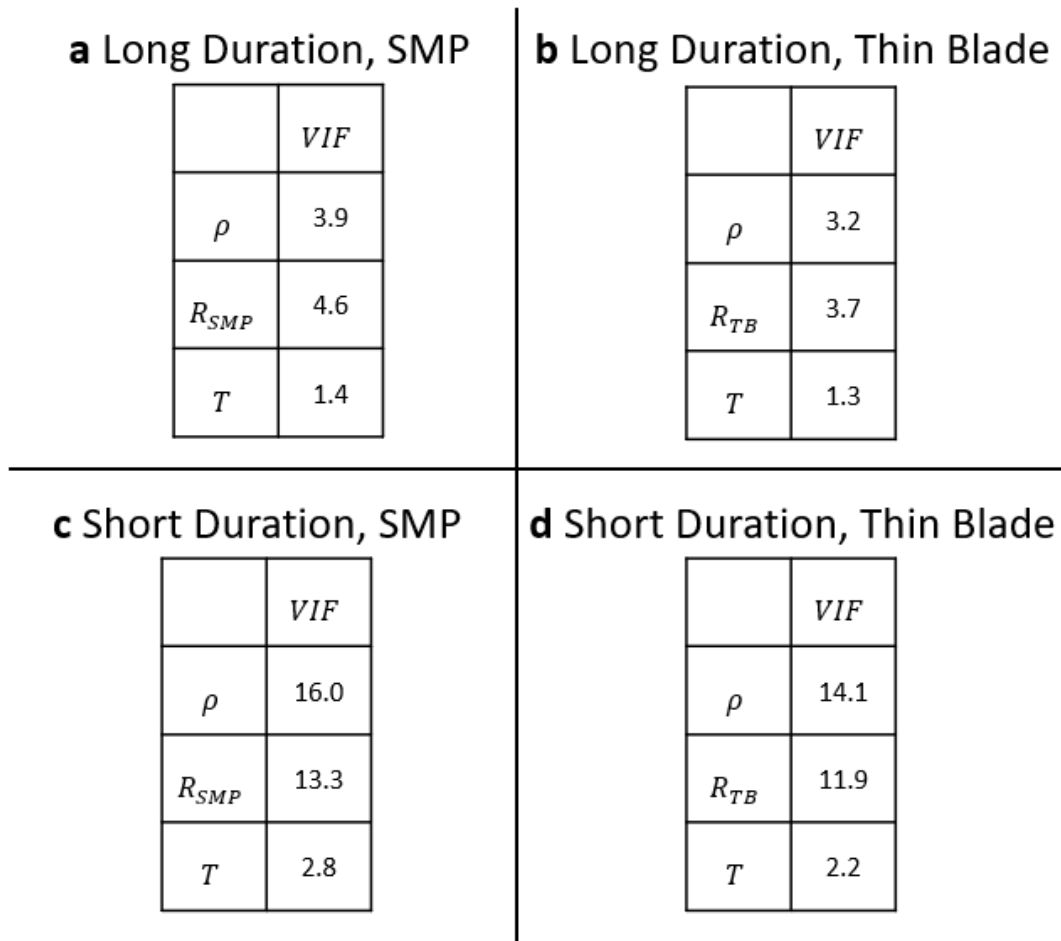 a Long Duration, SMP
VIF
ρ 3.9
R_SMP 4.6
T 1.4
b Long Duration, Thin Blade
VIF
ρ 3.2
R_TB 3.7
T 1.3
c Short Duration, SMP
VIF
ρ 16.0
R_SMP 13.3
T 2.8
d Short Duration, Thin Blade
VIF
ρ 14.1
R_TB 11.9
T 2.2